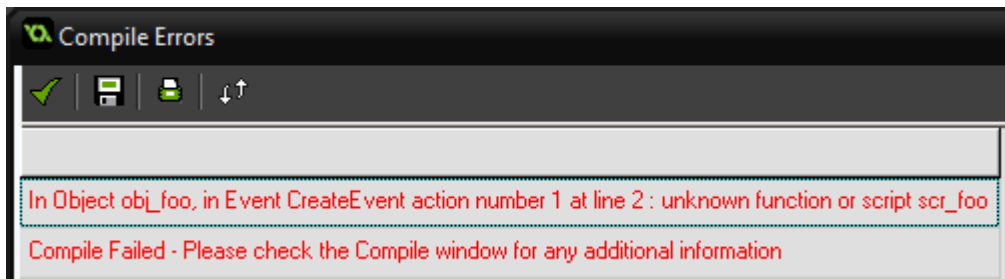 Compile Errors
In Object obj_foo, in Event CreateEvent action number 1 at line 2 : unknown function or script scr_foo
Compile Failed - Please check the Compile window for any additional information